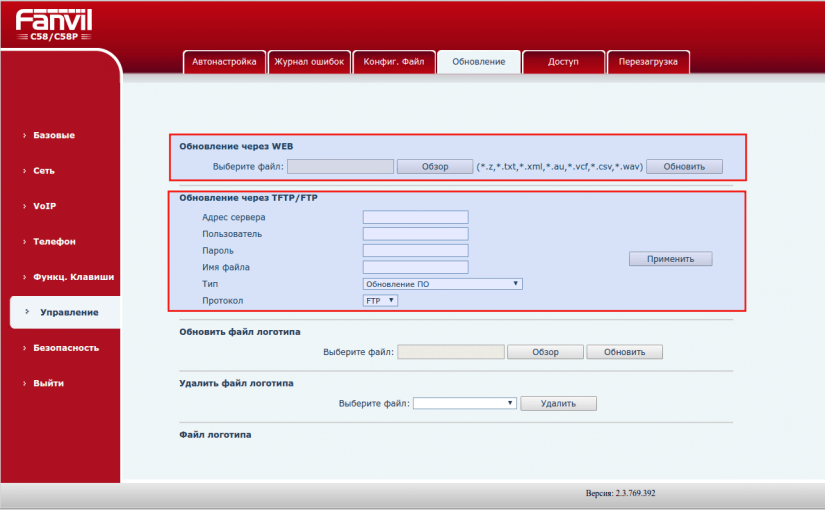 Fanvil
C58/C58P
Автонастройка Журнал ошибок Конфиг. Файл Обновление Доступ Перезагрузка
› Базовые
› Сеть
› VoIP
› Телефон
› Функц. Клавиши
› Управление
› Безопасность
› Выйти
Обновление через WEB
Выберите файл: Обзор (*.z,*.txt,*.xml,*.au,*.vcf,*.csv,*.wav) Обновить
Обновление через TFTP/FTP
Адрес сервера
Пользователь
Пароль
Имя файла
Тип Обновление ПО
Протокол FTP
Применить
Обновить файл логотипа
Выберите файл: Обзор Обновить
Удалить файл логотипа
Выберите файл: Удалить
Файл логотипа
Версия: 2.3.769.392